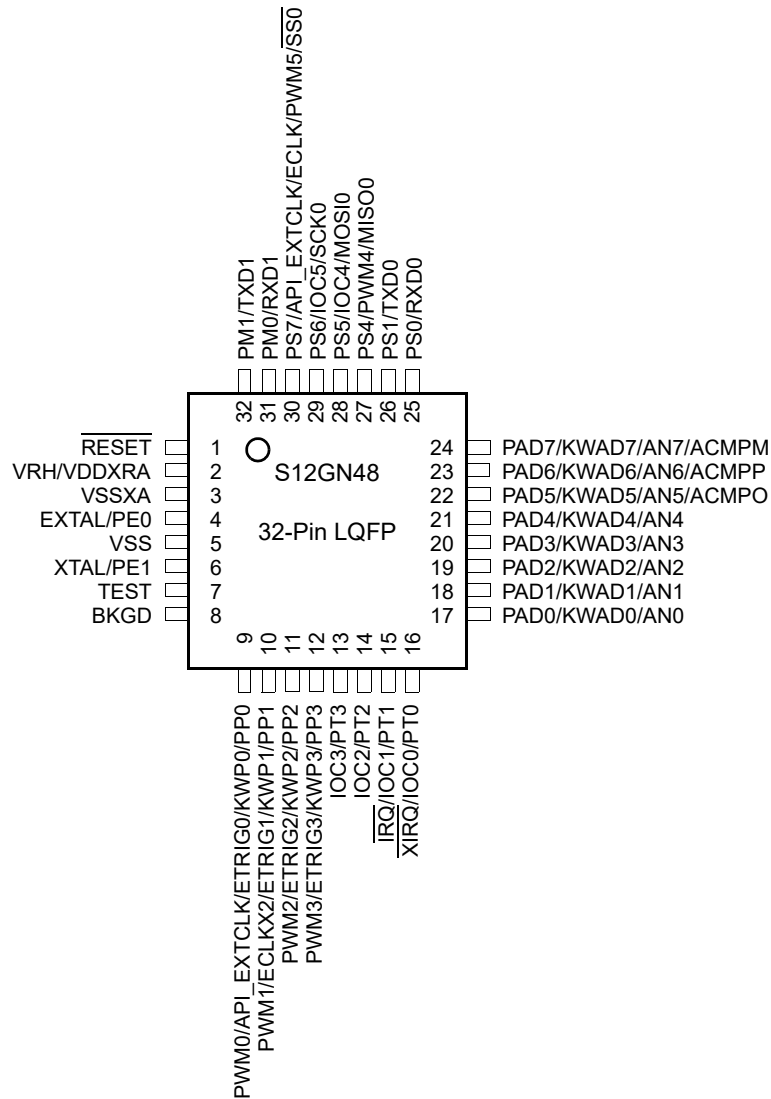 PM1/TXD1
PM0/RXD1
PS7/API_EXTCLK/ECLK/PWM5/SS0
PS6/IOC5/SCK0
PS5/IOC4/MOSI0
PS4/PWM4/MISO0
PS1/TXD0
PS0/RXD0
32
31
30
29
28
27
26
25
RESET
VRH/VDDXRA
VSSXA
EXTAL/PE0
VSS
XTAL/PE1
TEST
BKGD
1
2
3
4
5
6
7
8
S12GN48
32-Pin LQFP
24
23
22
21
20
19
18
17
PAD7/KWAD7/AN7/ACMPM
PAD6/KWAD6/AN6/ACMPP
PAD5/KWAD5/AN5/ACMPO
PAD4/KWAD4/AN4
PAD3/KWAD3/AN3
PAD2/KWAD2/AN2
PAD1/KWAD1/AN1
PAD0/KWAD0/AN0
9
10
11
12
13
14
15
16
PWM0/API_EXTCLK/ETRIG0/KWP0/PP0
PWM1/ECLKX2/ETRIG1/KWP1/PP1
PWM2/ETRIG2/KWP2/PP2
PWM3/ETRIG3/KWP3/PP3
IOC3/PT3
IOC2/PT2
IRQ/IOC1/PT1
XIRQ/IOC0/PT0